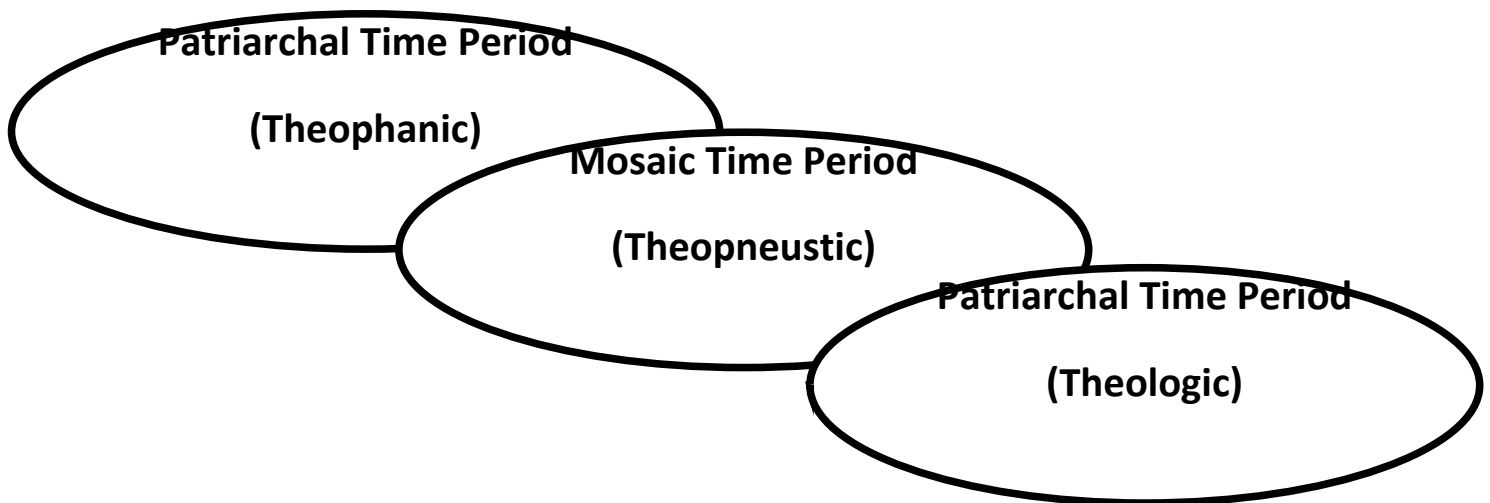 Patriarchal Time Period
(Theophanic)
Mosaic Time Period
(Theopneustic)
Patriarchal Time Period
(Theologic)